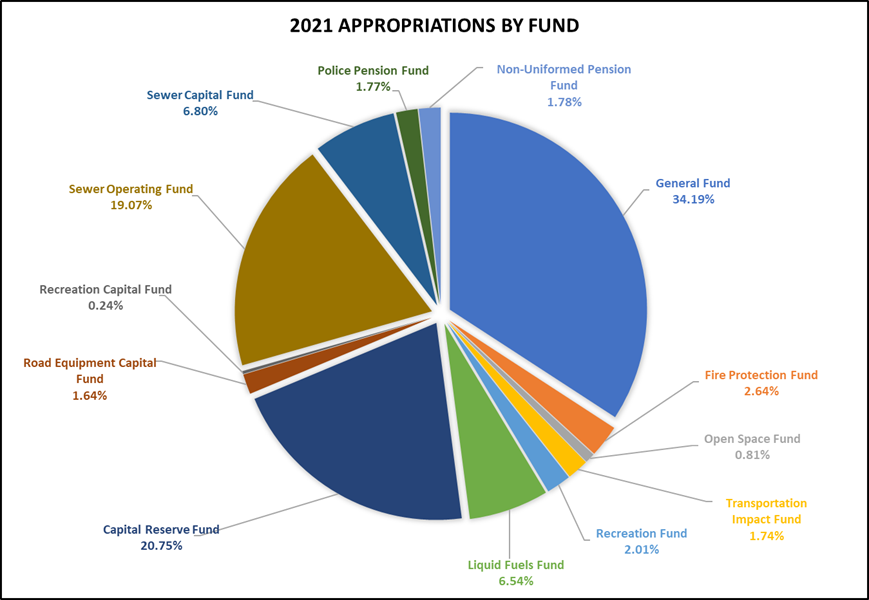 2021 APPROPRIATIONS BY FUND
Police Pension Fund
1.77%
Non-Uniformed Pension
Fund
1.78%
Sewer Capital Fund
6.80%
General Fund
34.19%
Sewer Operating Fund
19.07%
Recreation Capital Fund
0.24%
Road Equipment Capital
Fund
1.64%
Fire Protection Fund
2.64%
Open Space Fund
0.81%
Transportation
Impact Fund
1.74%
Capital Reserve Fund
20.75%
Recreation Fund
2.01%
Liquid Fuels Fund
6.54%